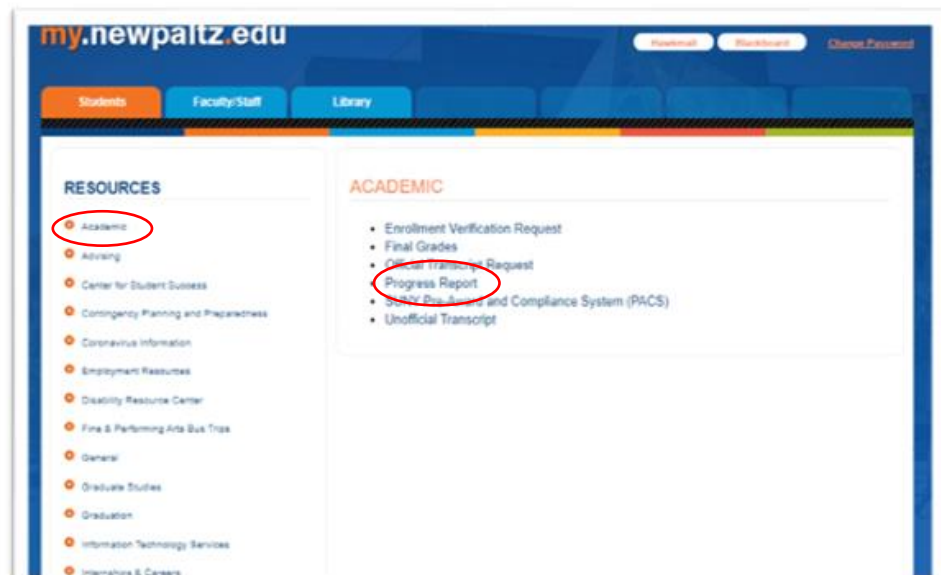 my.newpaltz.edu
Hawkmail Blackboard Change Password
Students Faculty/Staff Library
RESOURCES
Academic
Advising
Center for Student Success
Contingency Planning and Preparedness
Coronavirus Information
Employment Resources
Disability Resource Center
Fine & Performing Arts Bus Trips
General
Graduate Studies
Graduation
Information Technology Services
Internships & Careers
ACADEMIC
Enrollment Verification Request
Final Grades
Official Transcript Request
Progress Report
SUNY Pre-Award and Compliance System (PACS)
Unofficial Transcript